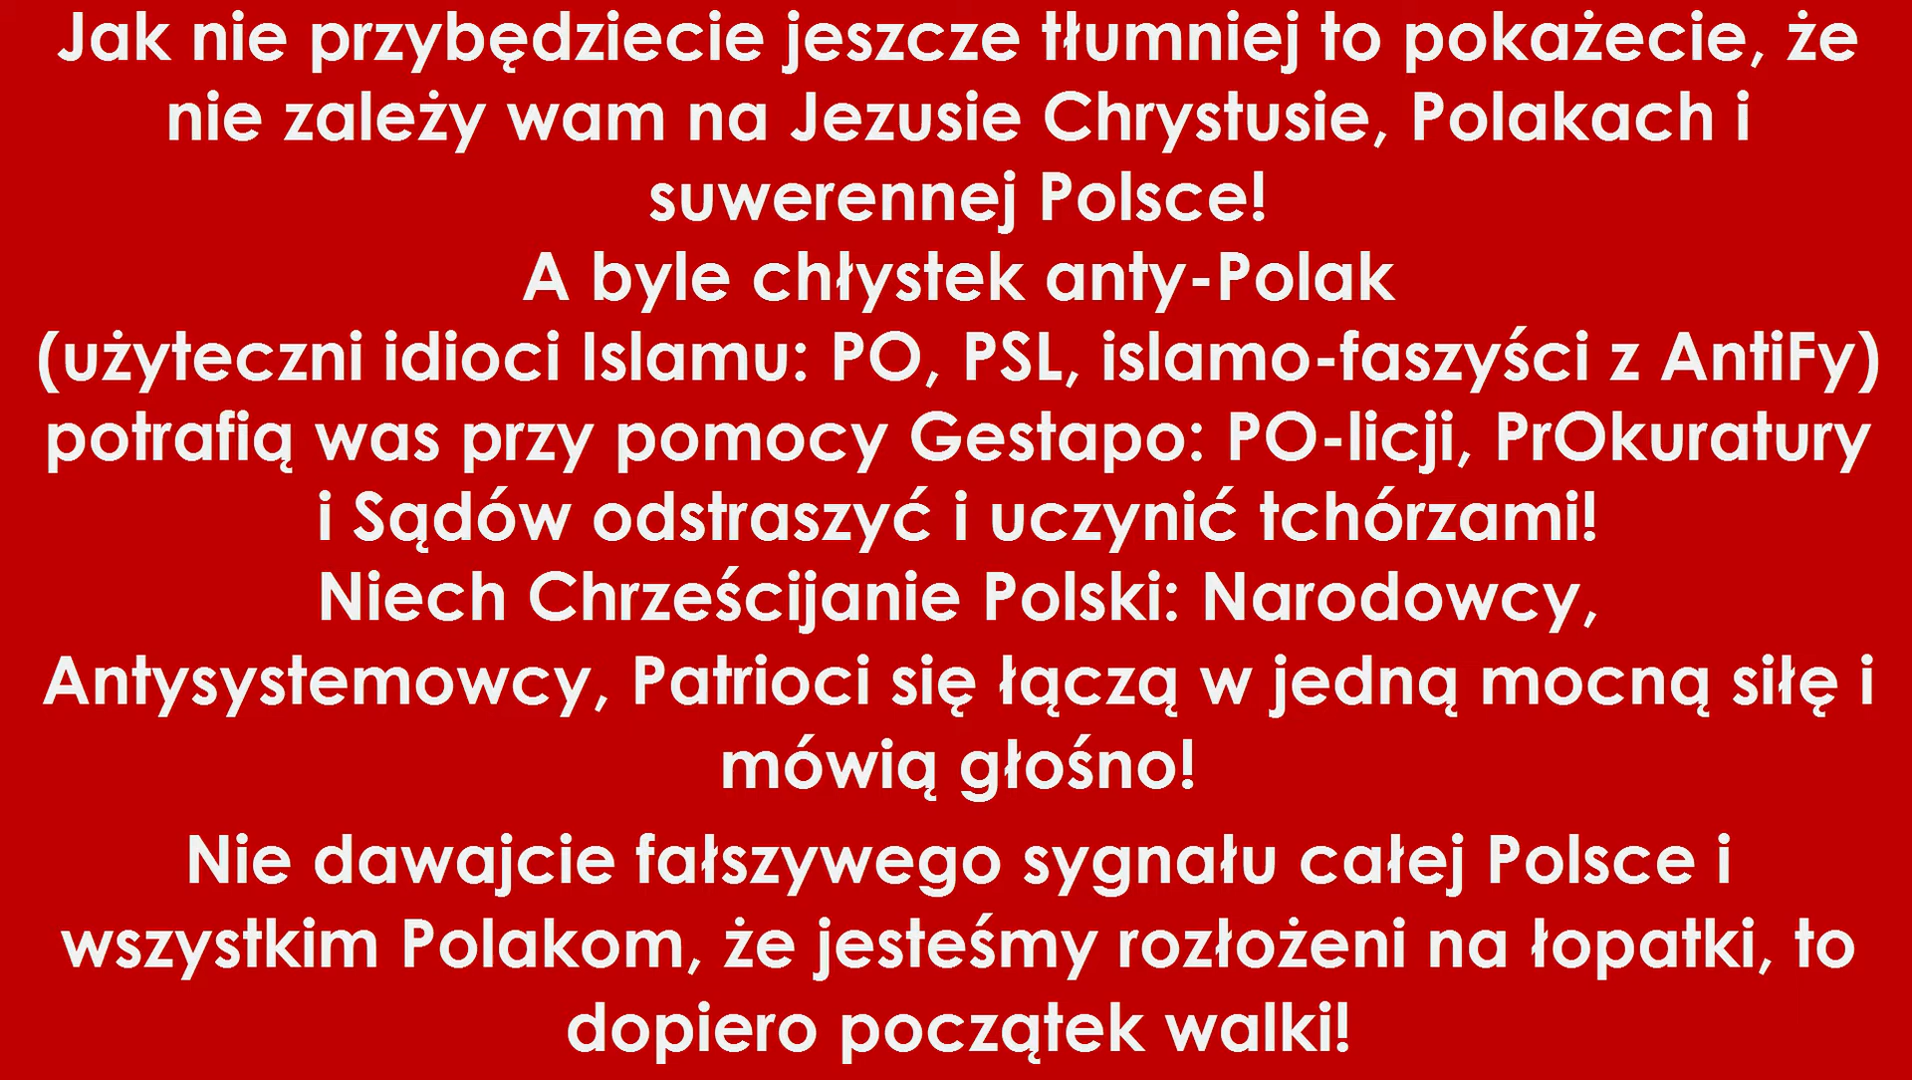 Jak nie przybędziecie jeszcze tłumniej to pokażecie, że
nie zależy wam na Jezusie Chrystusie, Polakach i
suwerennej Polsce!
A byle chłystek anty-Polak
(użyteczni idioci Islamu: PO, PSL, islamo-faszyści z AntiFy)
potrafią was przy pomocy Gestapo: PO-licji, PrOkuratury
i Sądów odstraszyć i uczynić tchórzami!
Niech Chrześcijanie Polski: Narodowcy,
Antysystemowcy, Patrioci się łączą w jedną mocną siłę i
mówią głośno!
Nie dawajcie fałszywego sygnału całej Polsce i
wszystkim Polakom, że jesteśmy rozłożeni na łopatki, to
dopiero początek walki!